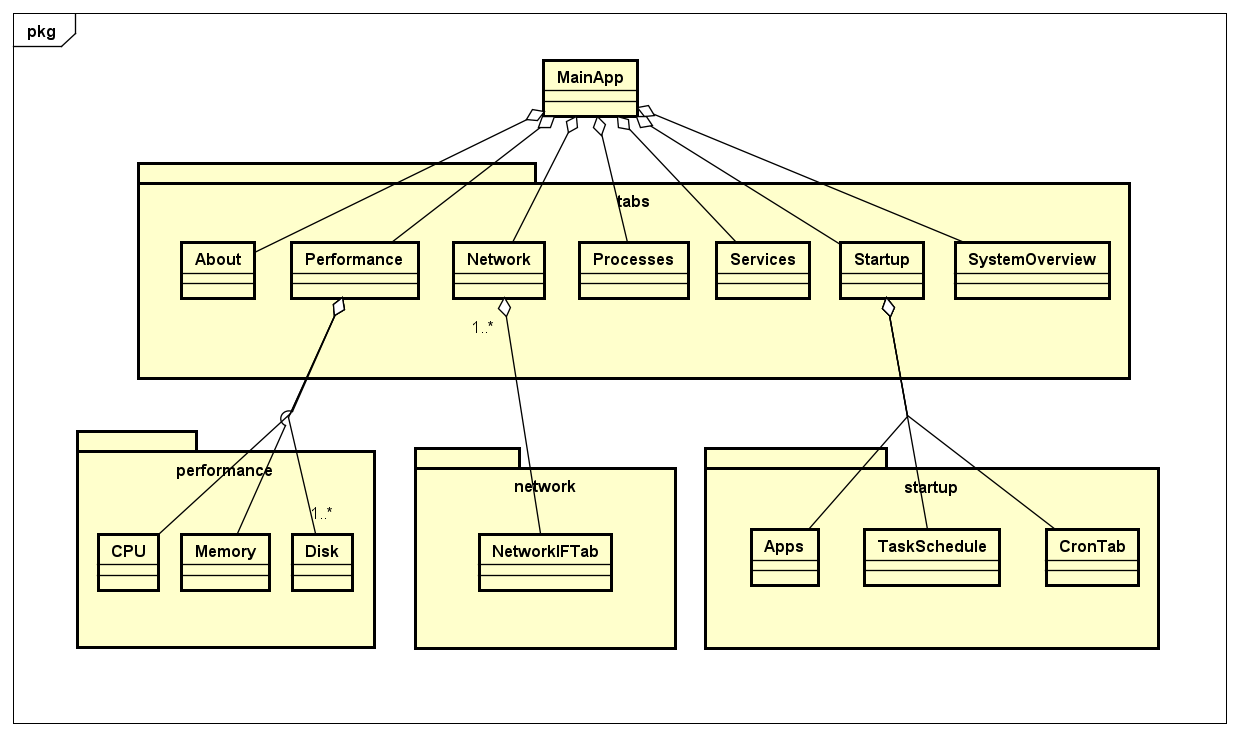 pkg
MainApp
tabs
About
Performance
Network
Processes
Services
Startup
SystemOverview
1..*
performance
network
startup
1..*
CPU
Memory
Disk
NetworkIFTab
Apps
TaskSchedule
CronTab